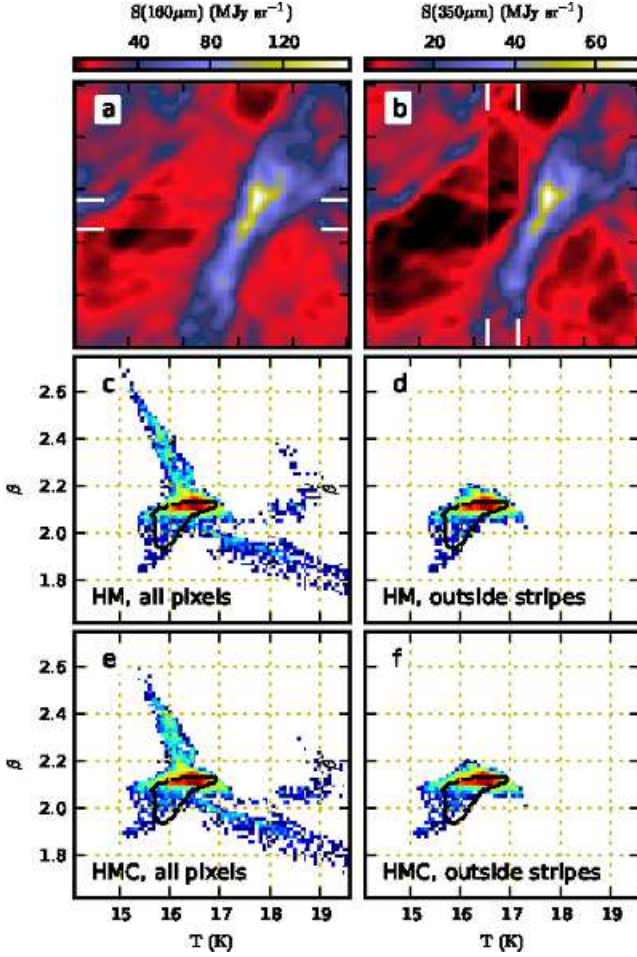 S(160μm) (MJy sr⁻¹)
S(350μm) (MJy sr⁻¹)
40 80 120
20 40 60
a
b
c
d
2.6
2.4
β
β
2.2
2.0
1.8
HM, all pixels
HM, outside stripes
e
f
2.6
2.4
β
β
2.2
2.0
1.8
HMC, all pixels
HMC, outside stripes
15 16 17 18 19
15 16 17 18 19
T (K)
T (K)